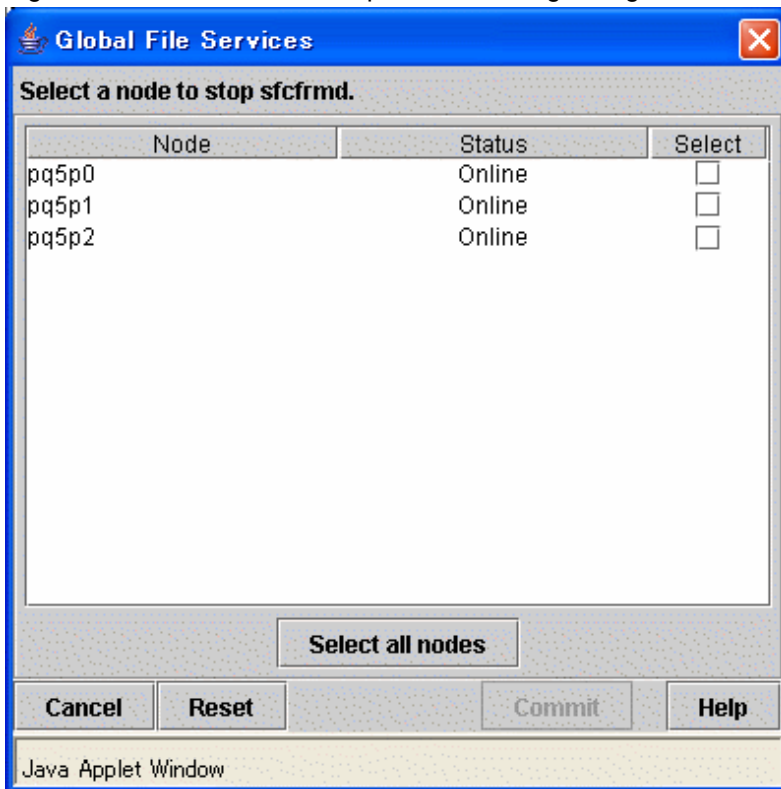 Global File Services
Select a node to stop sfcfrmd.
Node Status Select
pq5p0 Online
pq5p1 Online
pq5p2 Online
Select all nodes
Cancel Reset Commit Help
Java Applet Window